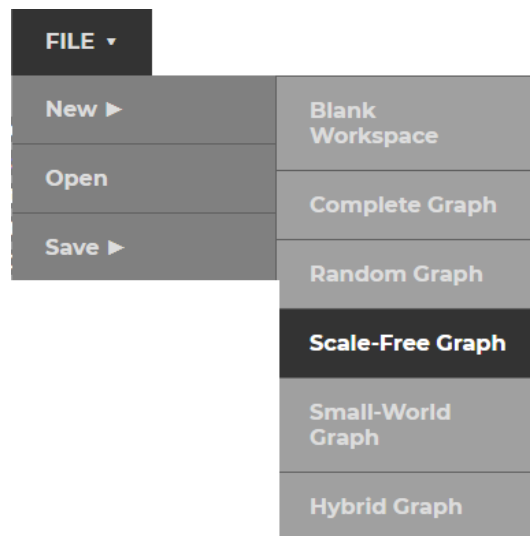 FILE ▾
New ▶
Open
Save ▶
Blank
Workspace
Complete Graph
Random Graph
Scale-Free Graph
Small-World
Graph
Hybrid Graph